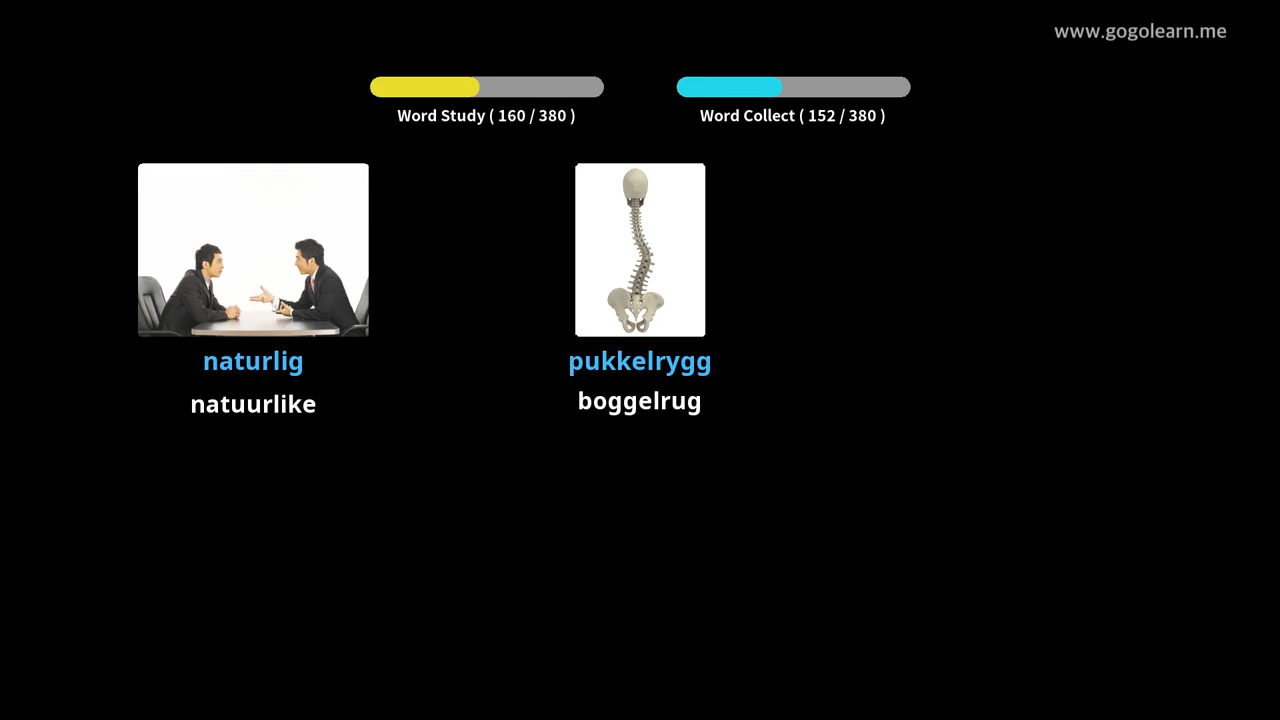 www.gogolearn.me
Word Study ( 160 / 380 )
Word Collect ( 152 / 380 )
naturlig
natuurlike
pukkelrygg
boggelrug